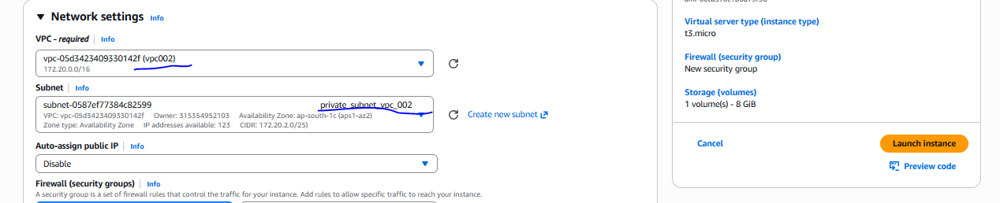 Network settings Info
VPC - required Info
vpc-05d3423409330142f (vpc002)
172.20.0.0/16
Subnet Info
subnet-0587ef77384c82599 private_subnet_vpc_002
VPC: vpc-05d3423409330142f Owner: 315354952103 Availability Zone: ap-south-1c (aps1-az2)
Zone type: Availability Zone IP addresses available: 123 CIDR: 172.20.2.0/25)
Create new subnet
Auto-assign public IP Info
Disable
Firewall (security groups) Info
A security group is a set of firewall rules that control the traffic for your instance. Add rules to allow specific traffic to reach your instance.
Virtual server type (instance type)
t3.micro
Firewall (security group)
New security group
Storage (volumes)
1 volume(s) - 8 GiB
Cancel
Launch instance
Preview code